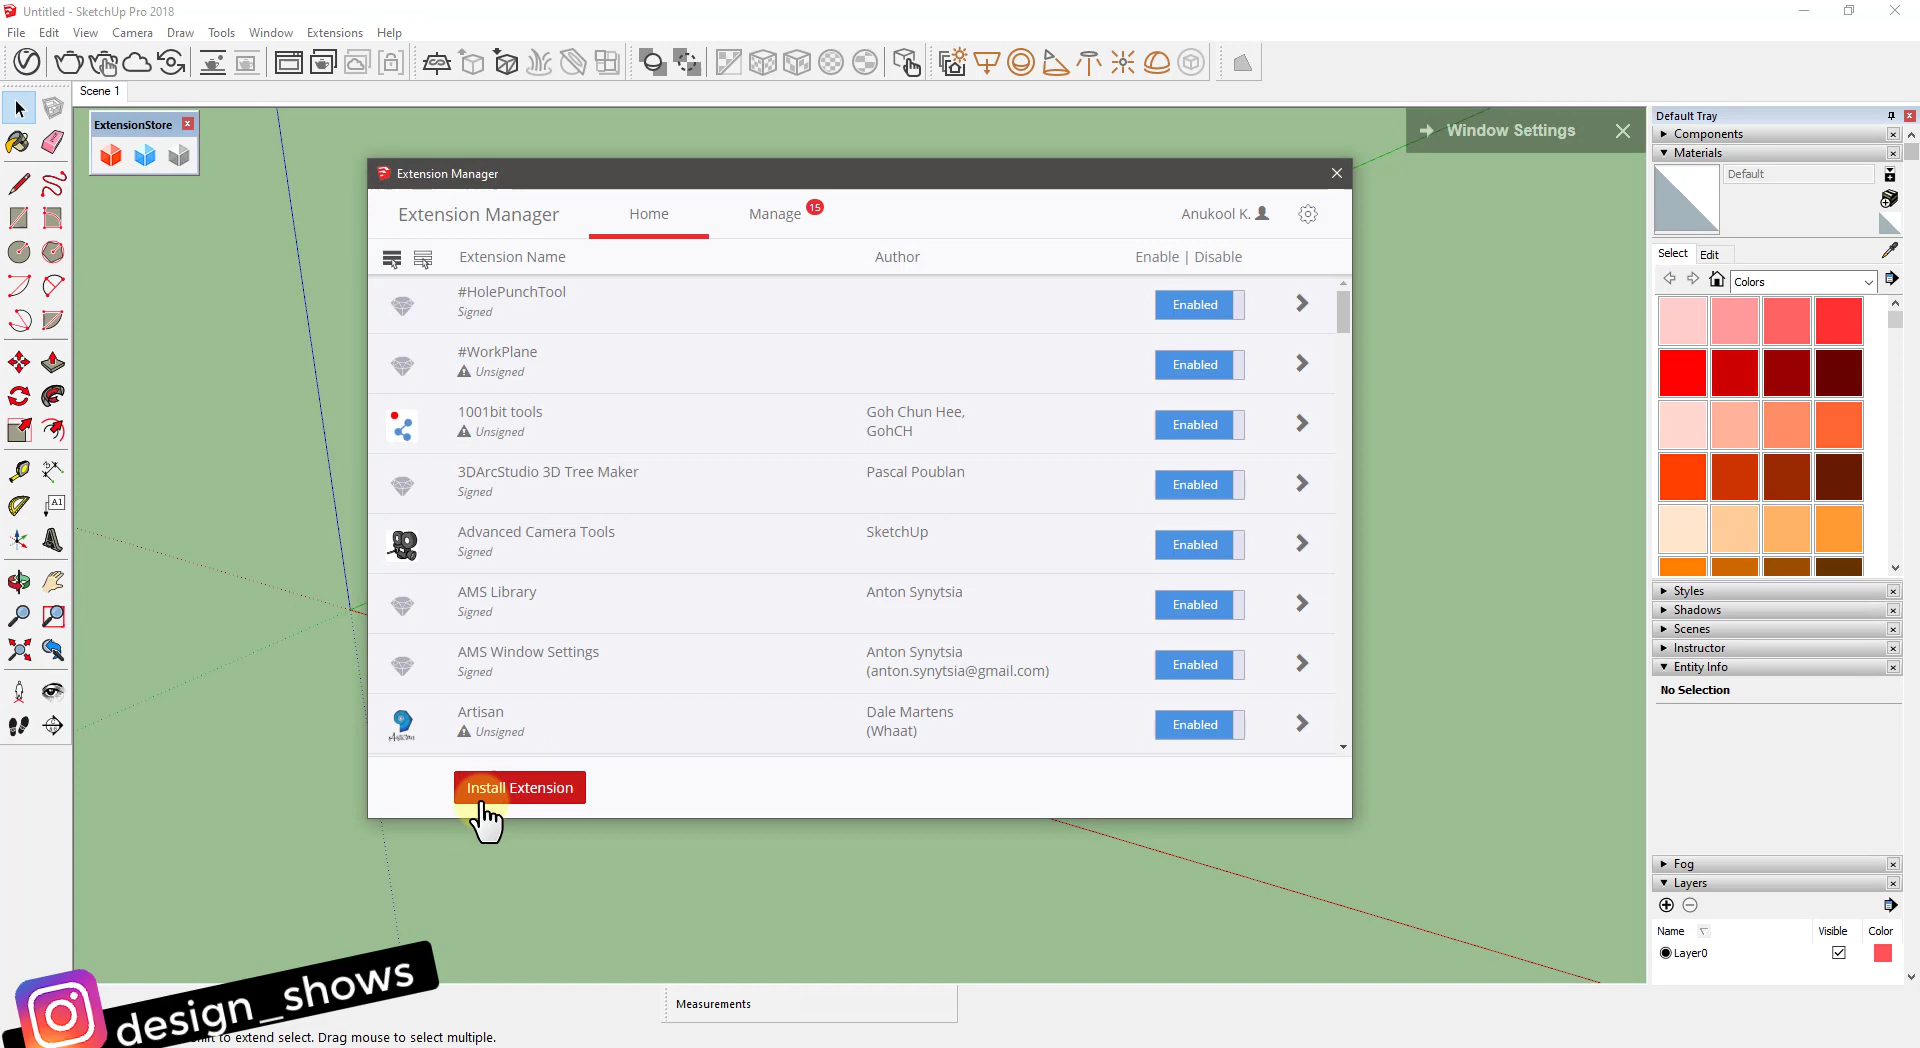 Untitled - SketchUp Pro 2018
File Edit View Camera Draw Tools Window Extensions Help
Scene 1
ExtensionStore
Window Settings
Extension Manager
Extension Manager Home Manage 15 Anukool K.
Extension Name Author Enable | Disable
#HolePunchTool
Signed
Enabled
#WorkPlane
Unsigned
Enabled
1001bit tools
Unsigned
Goh Chun Hee,
GohCH
Enabled
3DArcStudio 3D Tree Maker
Signed
Pascal Poublan
Enabled
Advanced Camera Tools
Signed
SketchUp
Enabled
AMS Library
Signed
Anton Synytsia
Enabled
AMS Window Settings
Signed
Anton Synytsia
(anton.synytsia@gmail.com)
Enabled
Artisan
Unsigned
Dale Martens
(Whaat)
Enabled
Install Extension
Default Tray
Components
Materials
Default
Select Edit
Colors
Styles
Shadows
Scenes
Instructor
Entity Info
No Selection
Fog
Layers
Name Visible Color
Layer0
Measurements
design_shows
to extend select. Drag mouse to select multiple.